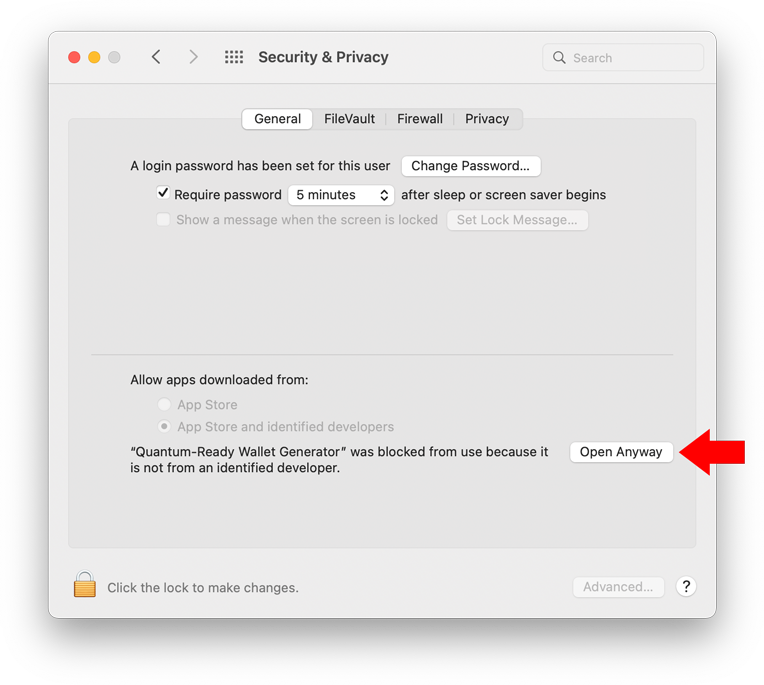 Security & Privacy
Search
General FileVault Firewall Privacy
A login password has been set for this user Change Password...
Require password 5 minutes after sleep or screen saver begins
Show a message when the screen is locked Set Lock Message...
Allow apps downloaded from:
App Store
App Store and identified developers
“Quantum-Ready Wallet Generator” was blocked from use because it
is not from an identified developer.
Open Anyway
Click the lock to make changes.
Advanced...
?